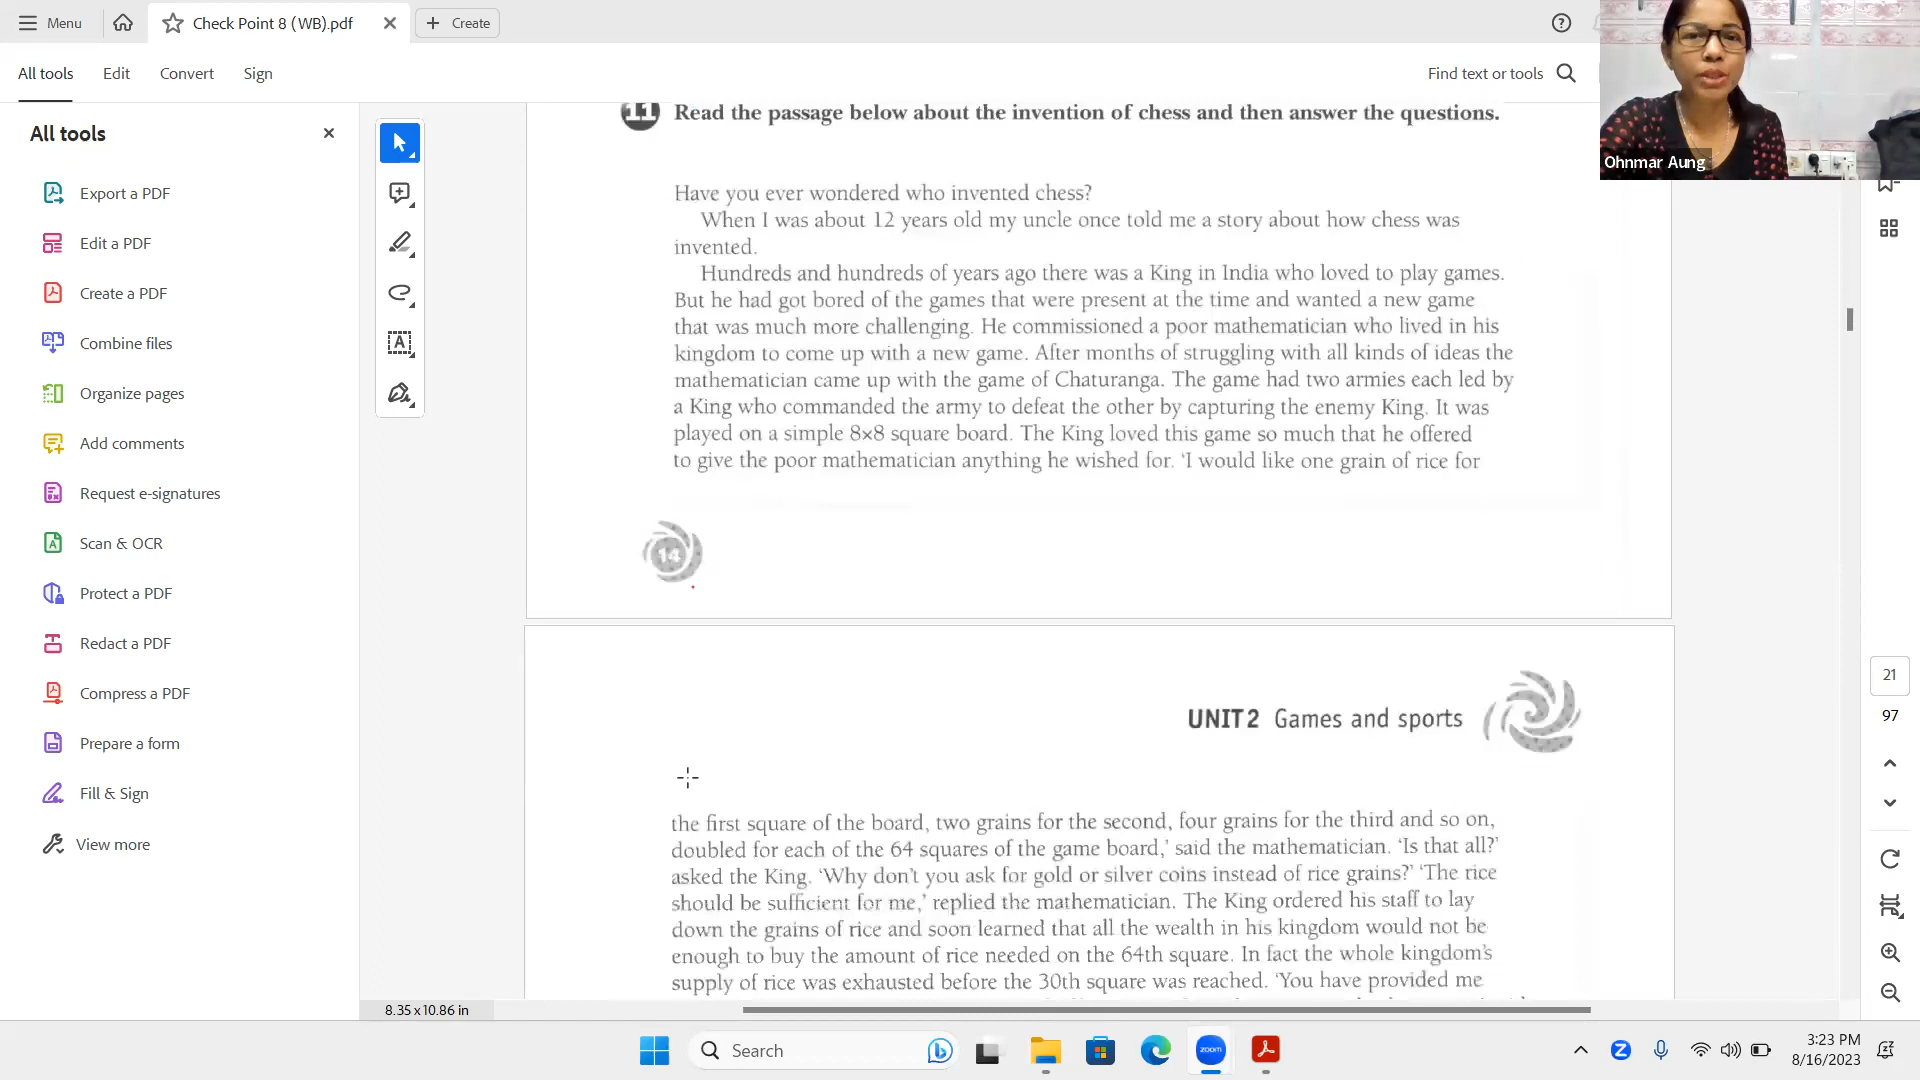 Menu
Check Point 8 (WB).pdf
Create
All tools
Edit
Convert
Sign
Find text or tools
Ohnmar Aung
All tools
Export a PDF
Edit a PDF
Create a PDF
Combine files
Organize pages
Add comments
Request e-signatures
Scan & OCR
Protect a PDF
Redact a PDF
Compress a PDF
Prepare a form
Fill & Sign
View more
11 Read the passage below about the invention of chess and then answer the questions.
Have you ever wondered who invented chess?
When I was about 12 years old my uncle once told me a story about how chess was
invented.
Hundreds and hundreds of years ago there was a King in India who loved to play games.
But he had got bored of the games that were present at the time and wanted a new game
that was much more challenging. He commissioned a poor mathematician who lived in his
kingdom to come up with a new game. After months of struggling with all kinds of ideas the
mathematician came up with the game of Chaturanga. The game had two armies each led by
a King who commanded the army to defeat the other by capturing the enemy King. It was
played on a simple 8×8 square board. The King loved this game so much that he offered
to give the poor mathematician anything he wished for. ‘I would like one grain of rice for
14
UNIT 2 Games and sports
the first square of the board, two grains for the second, four grains for the third and so on,
doubled for each of the 64 squares of the game board,’ said the mathematician. ‘Is that all?’
asked the King. ‘Why don’t you ask for gold or silver coins instead of rice grains?’ ‘The rice
should be sufficient for me,’ replied the mathematician. The King ordered his staff to lay
down the grains of rice and soon learned that all the wealth in his kingdom would not be
enough to buy the amount of rice needed on the 64th square. In fact the whole kingdom’s
supply of rice was exhausted before the 30th square was reached. ‘You have provided me
21
97
8.35 x 10.86 in
Search
zoom
3:23 PM
8/16/2023